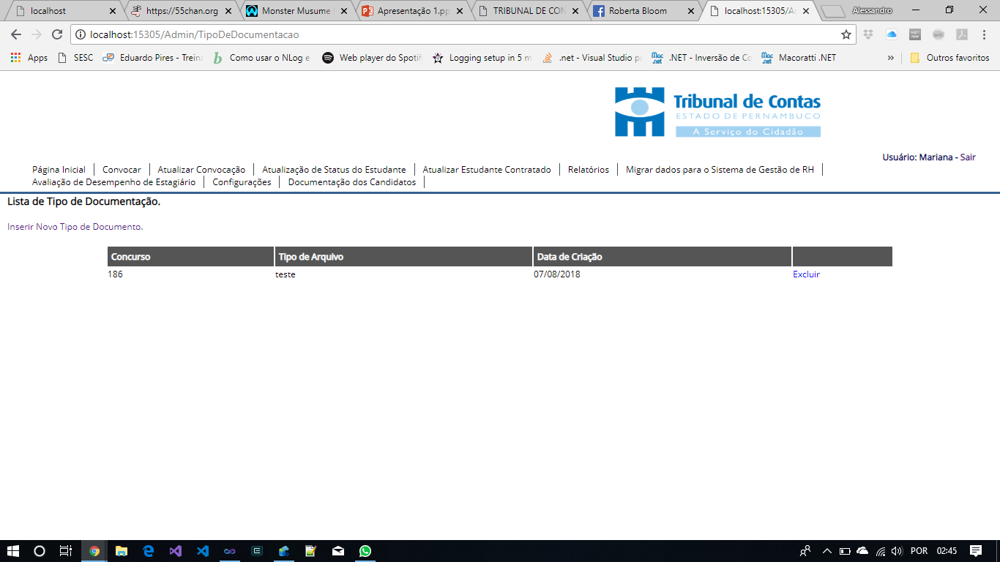 localhost
https://55chan.org
Monster Musume
Apresentação 1.pp
TRIBUNAL DE CON
Roberta Bloom
localhost:15305/Ad
Alessandro
localhost:15305/Admin/TipoDeDocumentacao
Apps
SESC
Eduardo Pires - Trein
Como usar o NLog e
Web player do Spotif
Logging setup in 5 m
.net - Visual Studio p
.NET - Inversão de Co
Macoratti .NET
»
Outros favoritos
Tribunal de Contas
ESTADO DE PERNAMBUCO
A Serviço do Cidadão
Usuário: Mariana - Sair
Página Inicial Convocar Atualizar Convocação Atualização de Status do Estudante Atualizar Estudante Contratado Relatórios Migrar dados para o Sistema de Gestão de RH
Avaliação de Desempenho de Estagiário Configurações Documentação dos Candidatos
Lista de Tipo de Documentação.
Inserir Novo Tipo de Documento.
Concurso Tipo de Arquivo Data de Criação
186 teste 07/08/2018 Excluir
POR 02:45